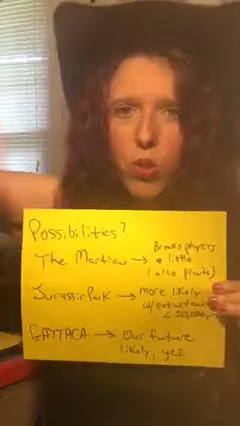 Possibilities?
The Martian → Breaks physics
a little
(also plants)
Jurassic Park → more likely
w/
<
GATTACA → Our future
likely, yes.